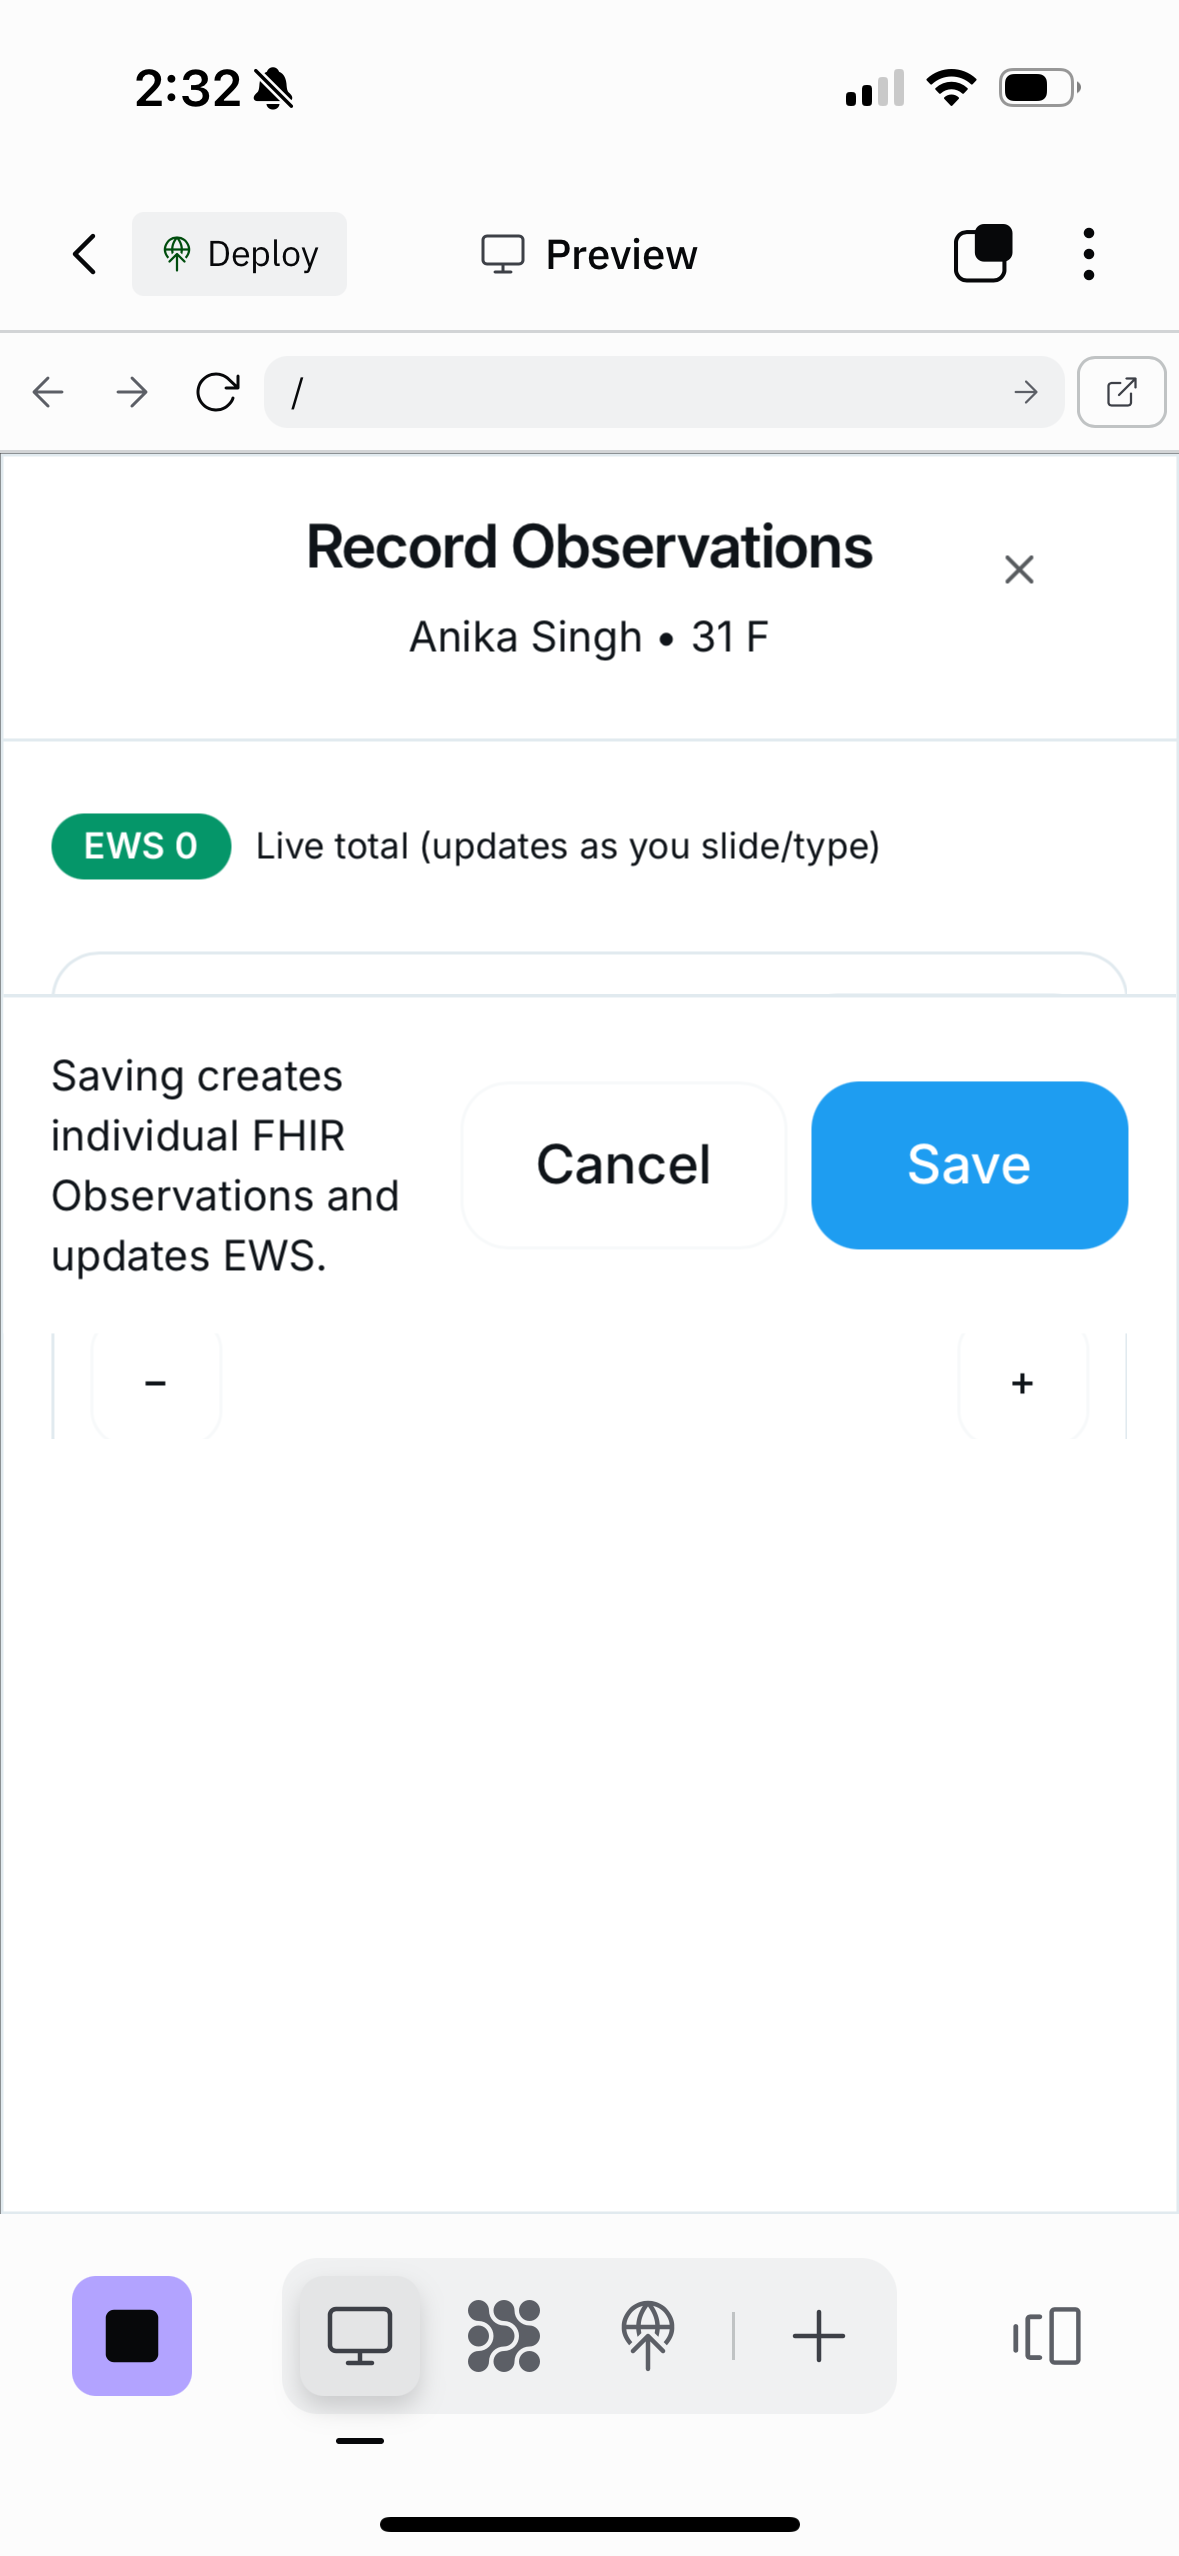 2:32
Deploy
Preview
/
Record Observations
Anika Singh • 31 F
EWS 0
Live total (updates as you slide/type)
Saving creates
individual FHIR
Observations and
updates EWS.
Cancel
Save
−
+